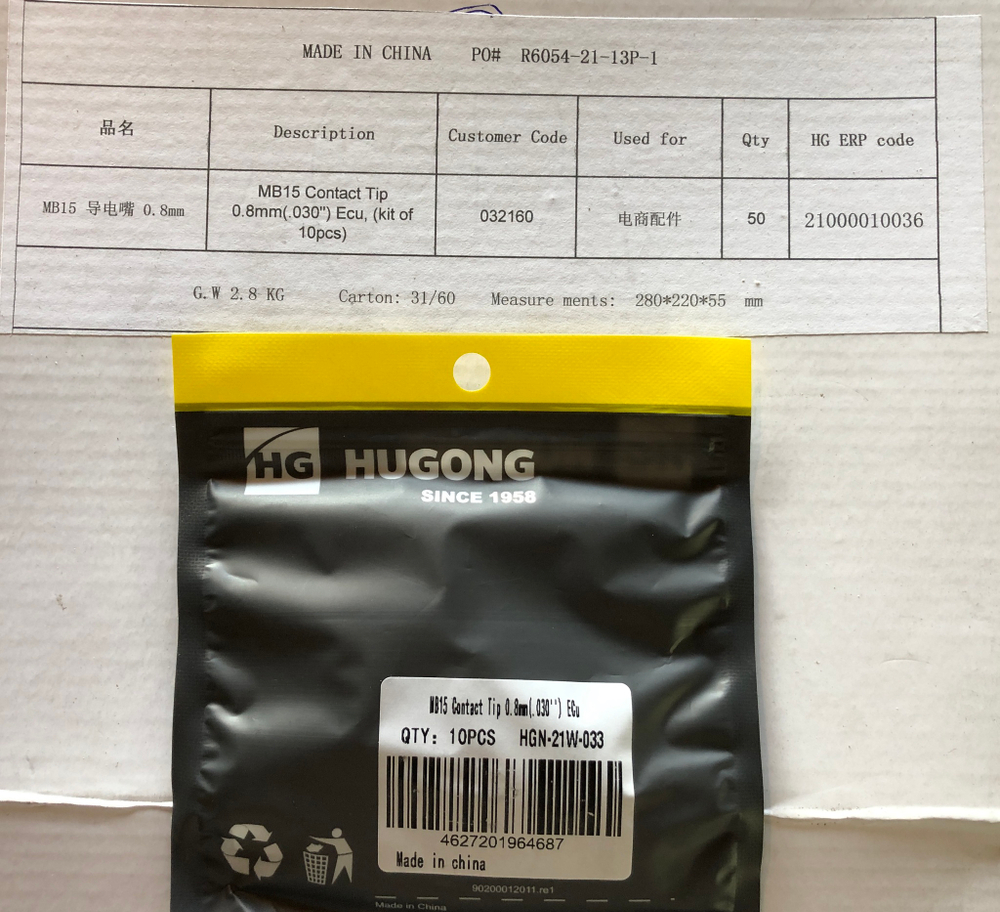 MADE IN CHINA PO# R6054-21-13P-1
品名 Description Customer Code Used for Qty HG ERP code
MB15 导电嘴 0.8mm
MB15 Contact Tip
0.8mm(.030") Ecu, (kit of
10pcs)
032160
电商配件
50
21000010036
G.W 2.8 KG Carton: 31/60 Measure ments: 280*220*55 mm
HG HUGONG
SINCE 1958
MB15 Contact Tip 0.8mm(.030'') ECu
QTY: 10PCS HGN-21W-033
4627201964687
Made in china
90200012011.re1
Made in China